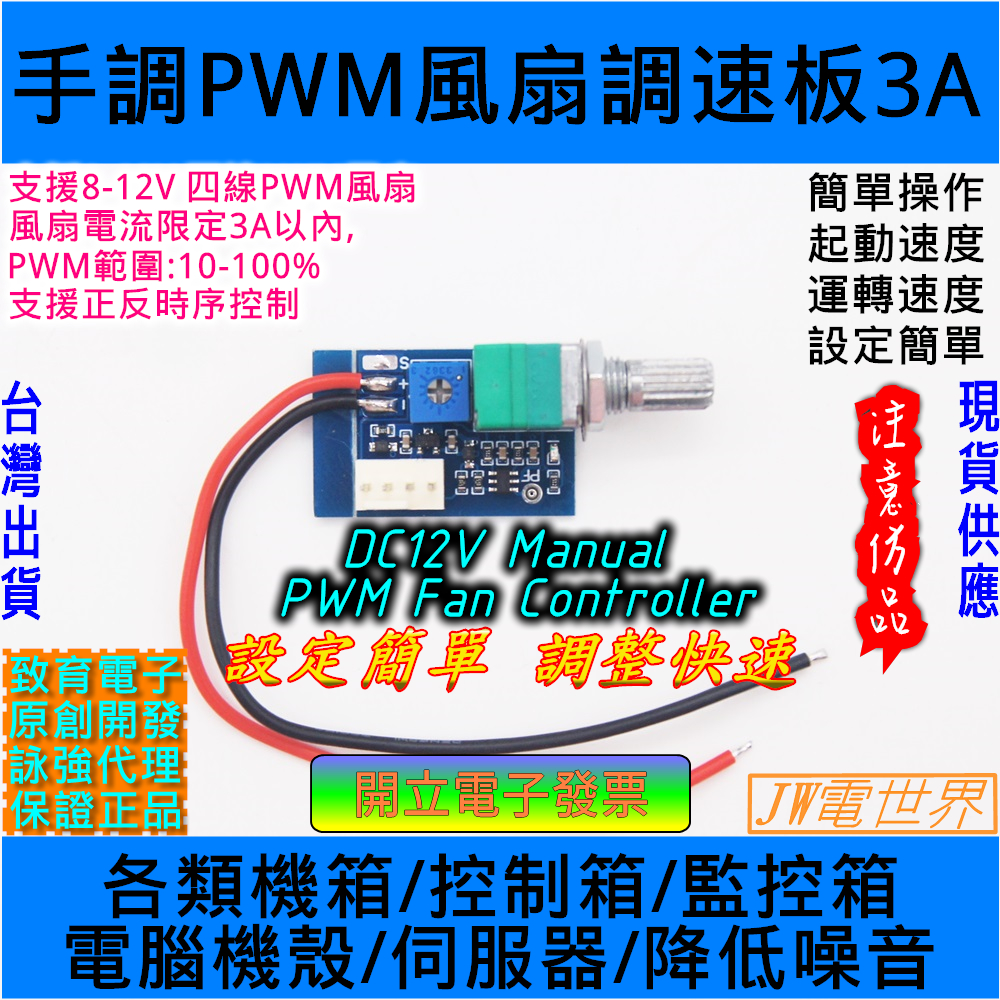 手調PWM風扇調速板3A
支援8-12V 四線PWM風扇
風扇電流限定3A以內,
PWM範圍:10-100%
支援正反時序控制
簡單操作
起動速度
運轉速度
設定簡單
台灣出貨
現貨供應
注意仿品
S
+
-
3362
PF
DC12V Manual
PWM Fan Controller
設定簡單 調整快速
致育電子
原創開發
詠強代理
保證正品
開立電子發票
JW電世界
各類機箱/控制箱/監控箱
電腦機殼/伺服器/降低噪音